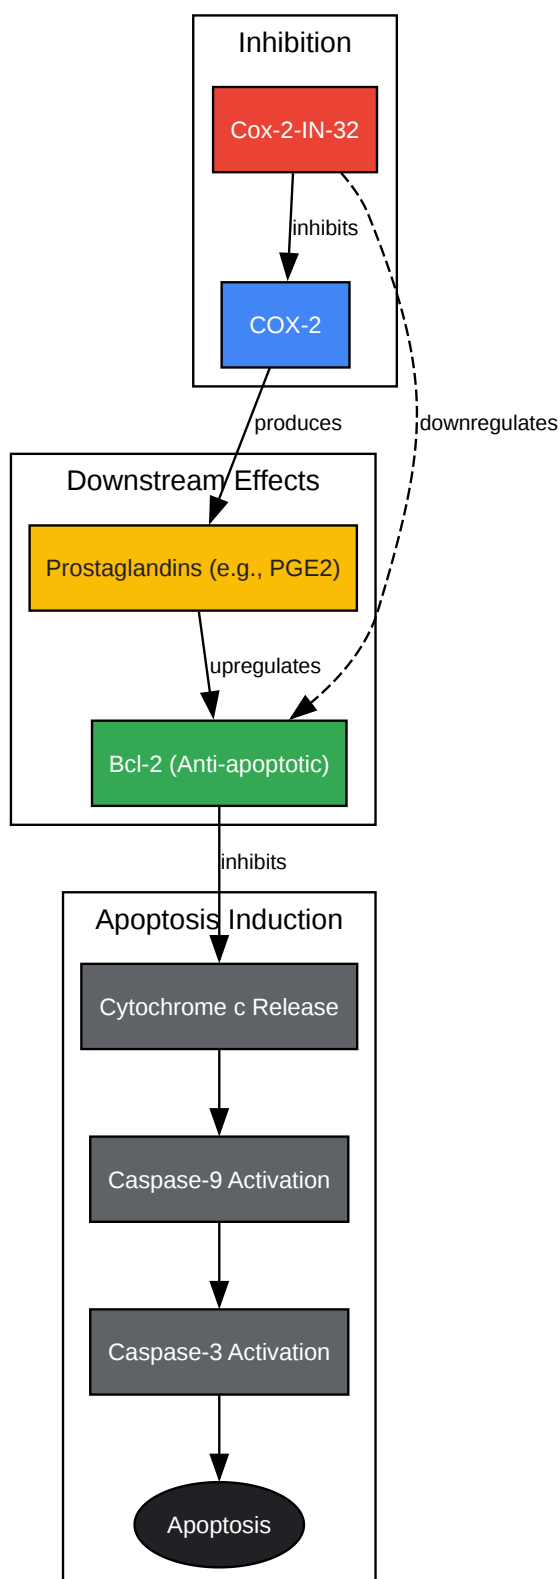 Inhibition
Cox-2-IN-32
inhibits
COX-2
produces
downregulates
Downstream Effects
Prostaglandins (e.g., PGE2)
upregulates
Bcl-2 (Anti-apoptotic)
inhibits
Apoptosis Induction
Cytochrome c Release
Caspase-9 Activation
Caspase-3 Activation
Apoptosis